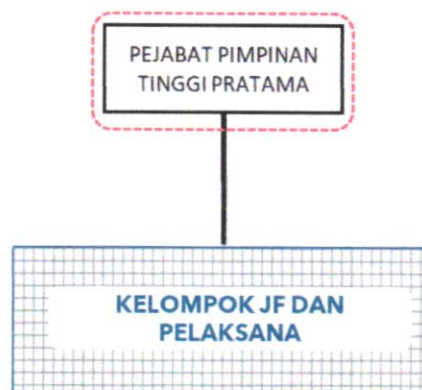 PEJABAT PIMPINAN
TINGGI PRATAMA
KELOMPOK JF DAN
PELAKSANA